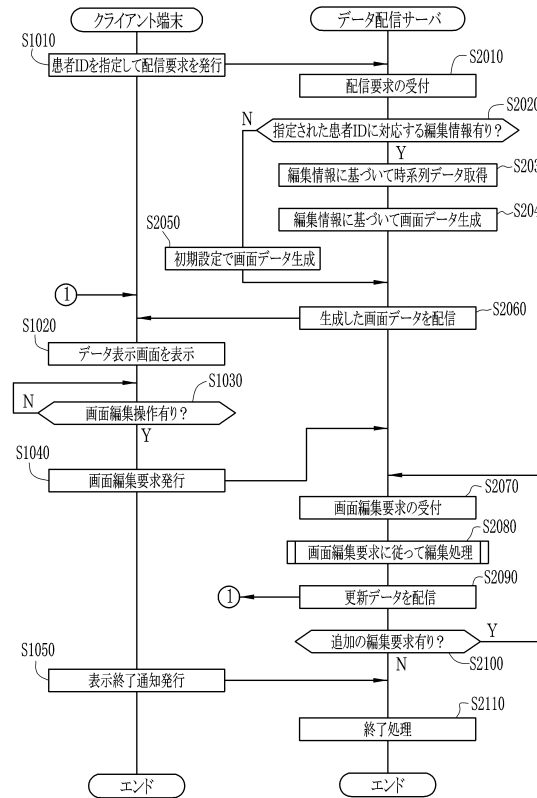 クライアント端末
データ配信サーバ
S1010
患者IDを指定して配信要求を発行
S2010
配信要求の受付
S2020
N
指定された患者IDに対応する編集情報有り?
Y
S203
編集情報に基づいて時系列データ取得
S204
編集情報に基づいて画面データ生成
S2050
初期設定で画面データ生成
1
生成した画面データを配信
S2060
S1020
データ表示画面を表示
S1030
N
画面編集操作有り?
Y
S1040
画面編集要求発行
S2070
画面編集要求の受付
S2080
画面編集要求に従って編集処理
S2090
1
更新データを配信
追加の編集要求有り?
Y
S2100
N
S1050
表示終了通知発行
S2110
終了処理
エンド
エンド